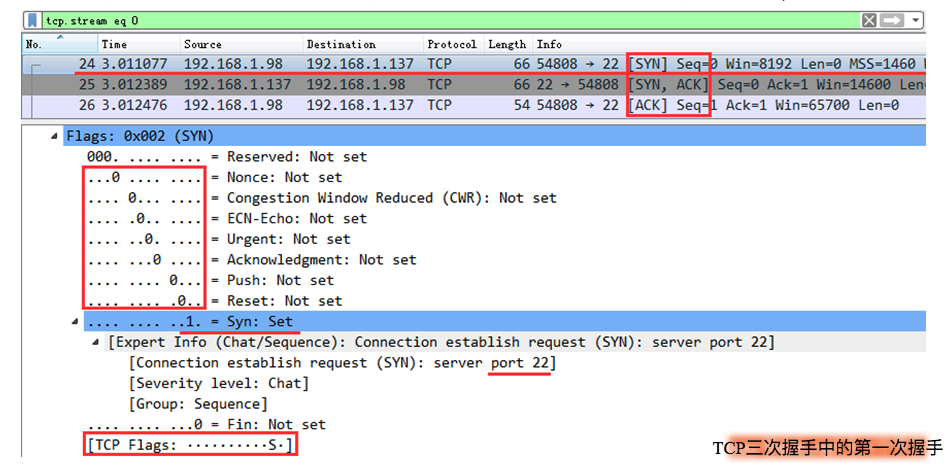 tcp.stream eq 0
No. Time Source Destination Protocol Length Info
24 3.011077 192.168.1.98 192.168.1.137 TCP 66 54808 → 22 [SYN] Seq=0 Win=8192 Len=0 MSS=1460
25 3.012389 192.168.1.137 192.168.1.98 TCP 66 22 → 54808 [SYN, ACK] Seq=0 Ack=1 Win=14600 Len=
26 3.012476 192.168.1.98 192.168.1.137 TCP 54 54808 → 22 [ACK] Seq=1 Ack=1 Win=65700 Len=0
Flags: 0x002 (SYN)
000. .... .... = Reserved: Not set
...0 .... .... = Nonce: Not set
.... 0... .... = Congestion Window Reduced (CWR): Not set
.... .0.. .... = ECN-Echo: Not set
.... ..0. .... = Urgent: Not set
.... ...0 .... = Acknowledgment: Not set
.... .... 0... = Push: Not set
.... .... .0.. = Reset: Not set
.... .... ..1. = Syn: Set
[Expert Info (Chat/Sequence): Connection establish request (SYN): server port 22]
[Connection establish request (SYN): server port 22]
[Severity level: Chat]
[Group: Sequence]
.... .... ...0 = Fin: Not set
[TCP Flags: ··········S·]
TCP三次握手中的第一次握手